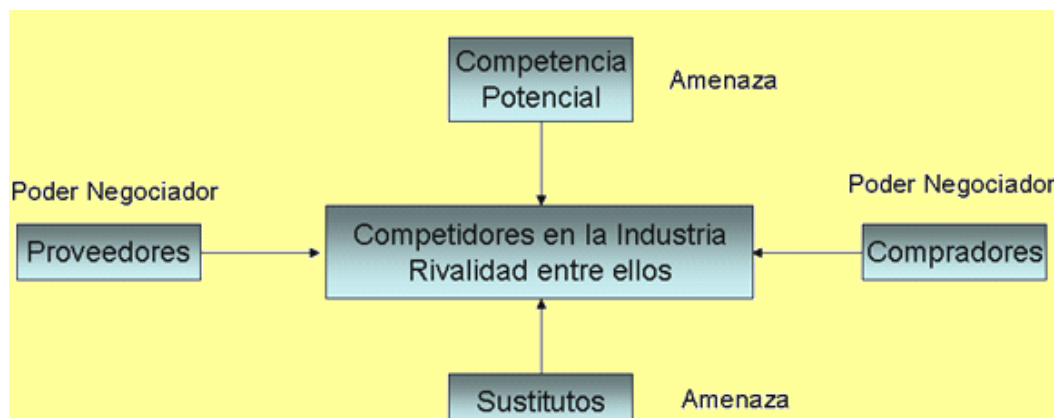 Competencia
Potencial
Amenaza
Poder Negociador
Poder Negociador
Proveedores
Competidores en la Industria
Rivalidad entre ellos
Compradores
Sustitutos
Amenaza